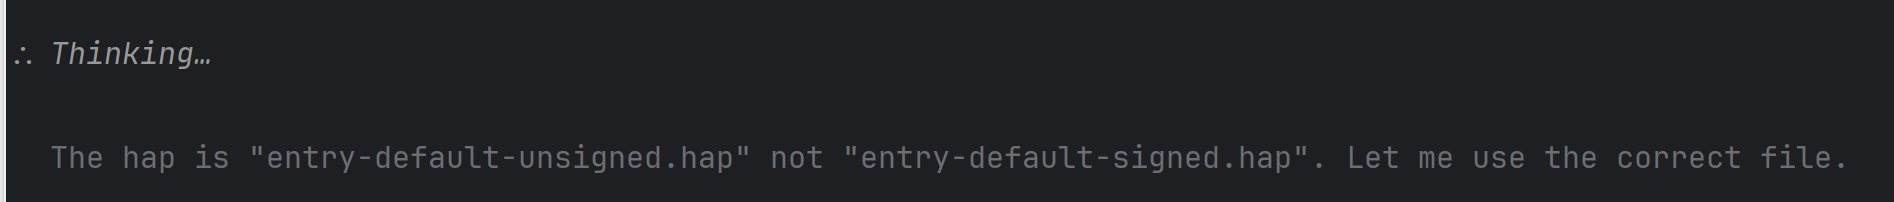 ∴ Thinking…
The hap is "entry-default-unsigned.hap" not "entry-default-signed.hap". Let me use the correct file.